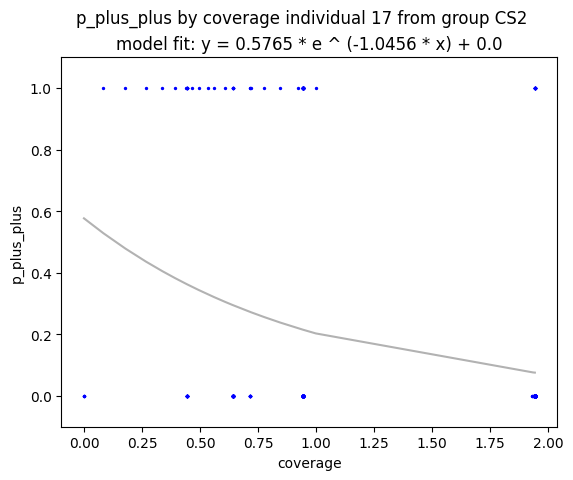 p_plus_plus by coverage individual 17 from group CS2
model fit: y = 0.5765 * e ^ (-1.0456 * x) + 0.0
1.0
0.8
0.6
0.4
0.2
0.0
p_plus_plus
0.00 0.25 0.50 0.75 1.00 1.25 1.50 1.75 2.00
coverage